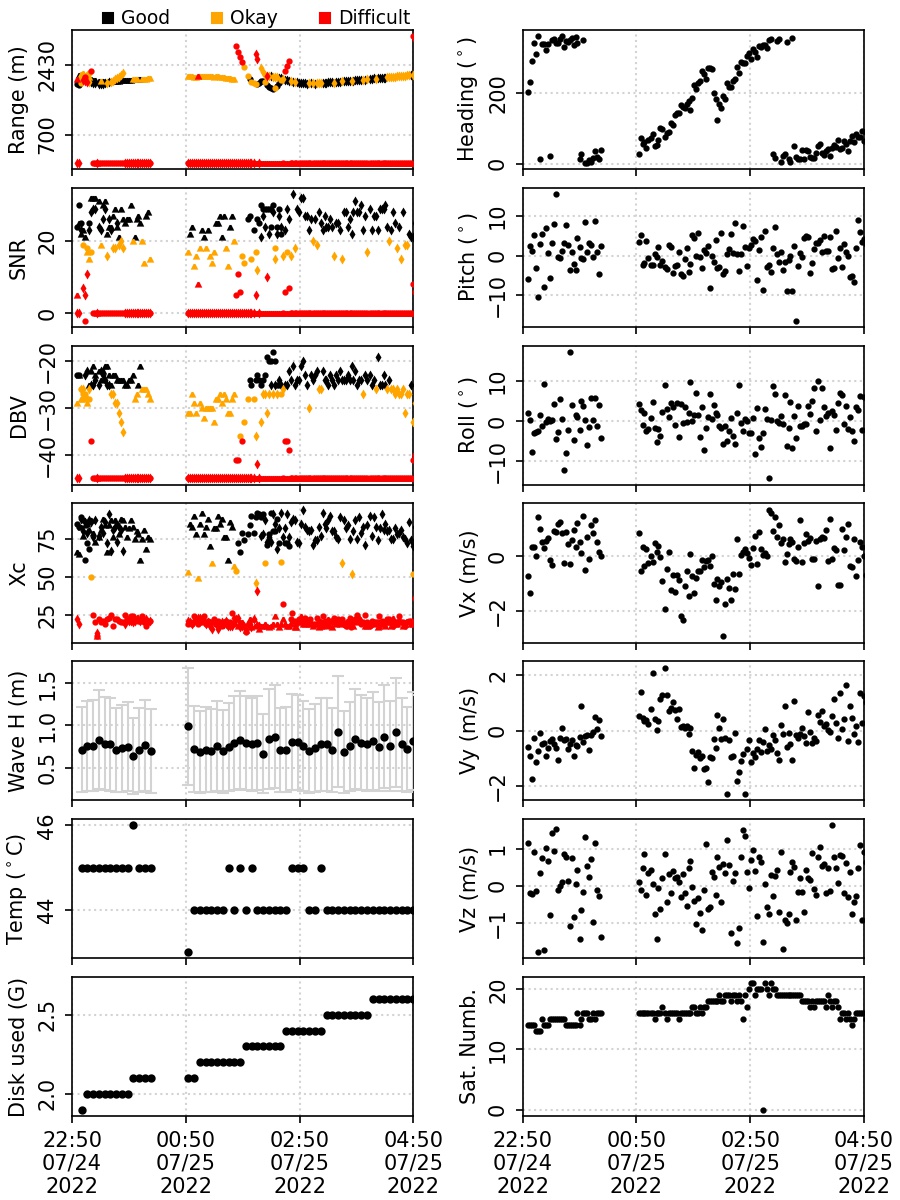 Good Okay Difficult
Range (m)
2430
700
Heading (°)
200
0
SNR
20
0
Pitch (°)
10
0
−10
DBV
−20
−30
−40
Roll (°)
10
0
−10
Xc
75
50
25
Vx (m/s)
0
−2
Wave H (m)
1.5
1.0
0.5
Vy (m/s)
2
0
−2
Temp (°C)
46
44
Vz (m/s)
1
0
−1
Disk used (G)
2.5
2.0
Sat. Numb.
20
10
0
22:50 00:50 02:50 04:50
07/24 07/25 07/25 07/25
2022 2022 2022 2022
22:50 00:50 02:50 04:50
07/24 07/25 07/25 07/25
2022 2022 2022 2022